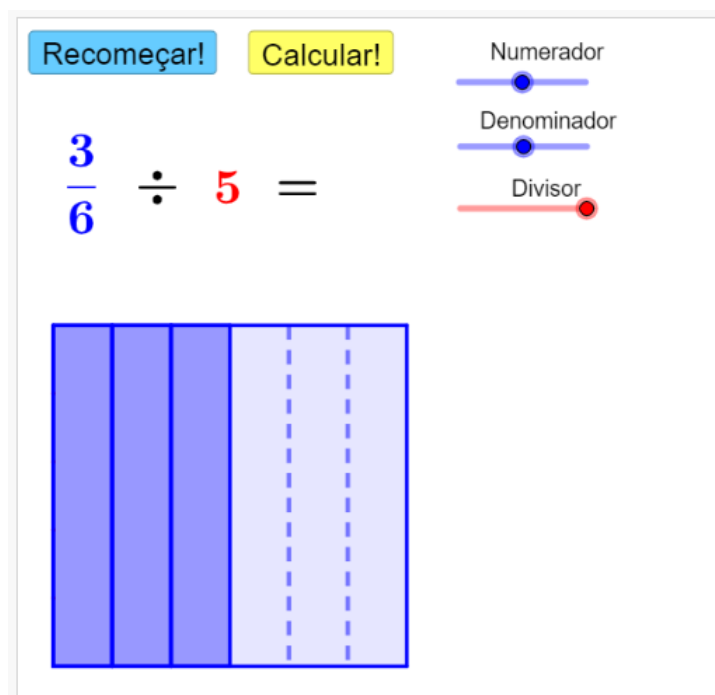 Recomeçar! Calcular!
Numerador
Denominador
Divisor
3/6 ÷ 5 =